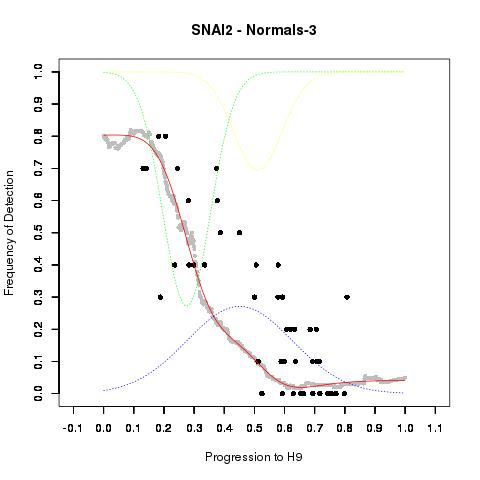 SNAI2 - Normals-3
Frequency of Detection
0.0 0.1 0.2 0.3 0.4 0.5 0.6 0.7 0.8 0.9 1.0
-0.1 0.0 0.1 0.2 0.3 0.4 0.5 0.6 0.7 0.8 0.9 1.0 1.1
Progression to H9